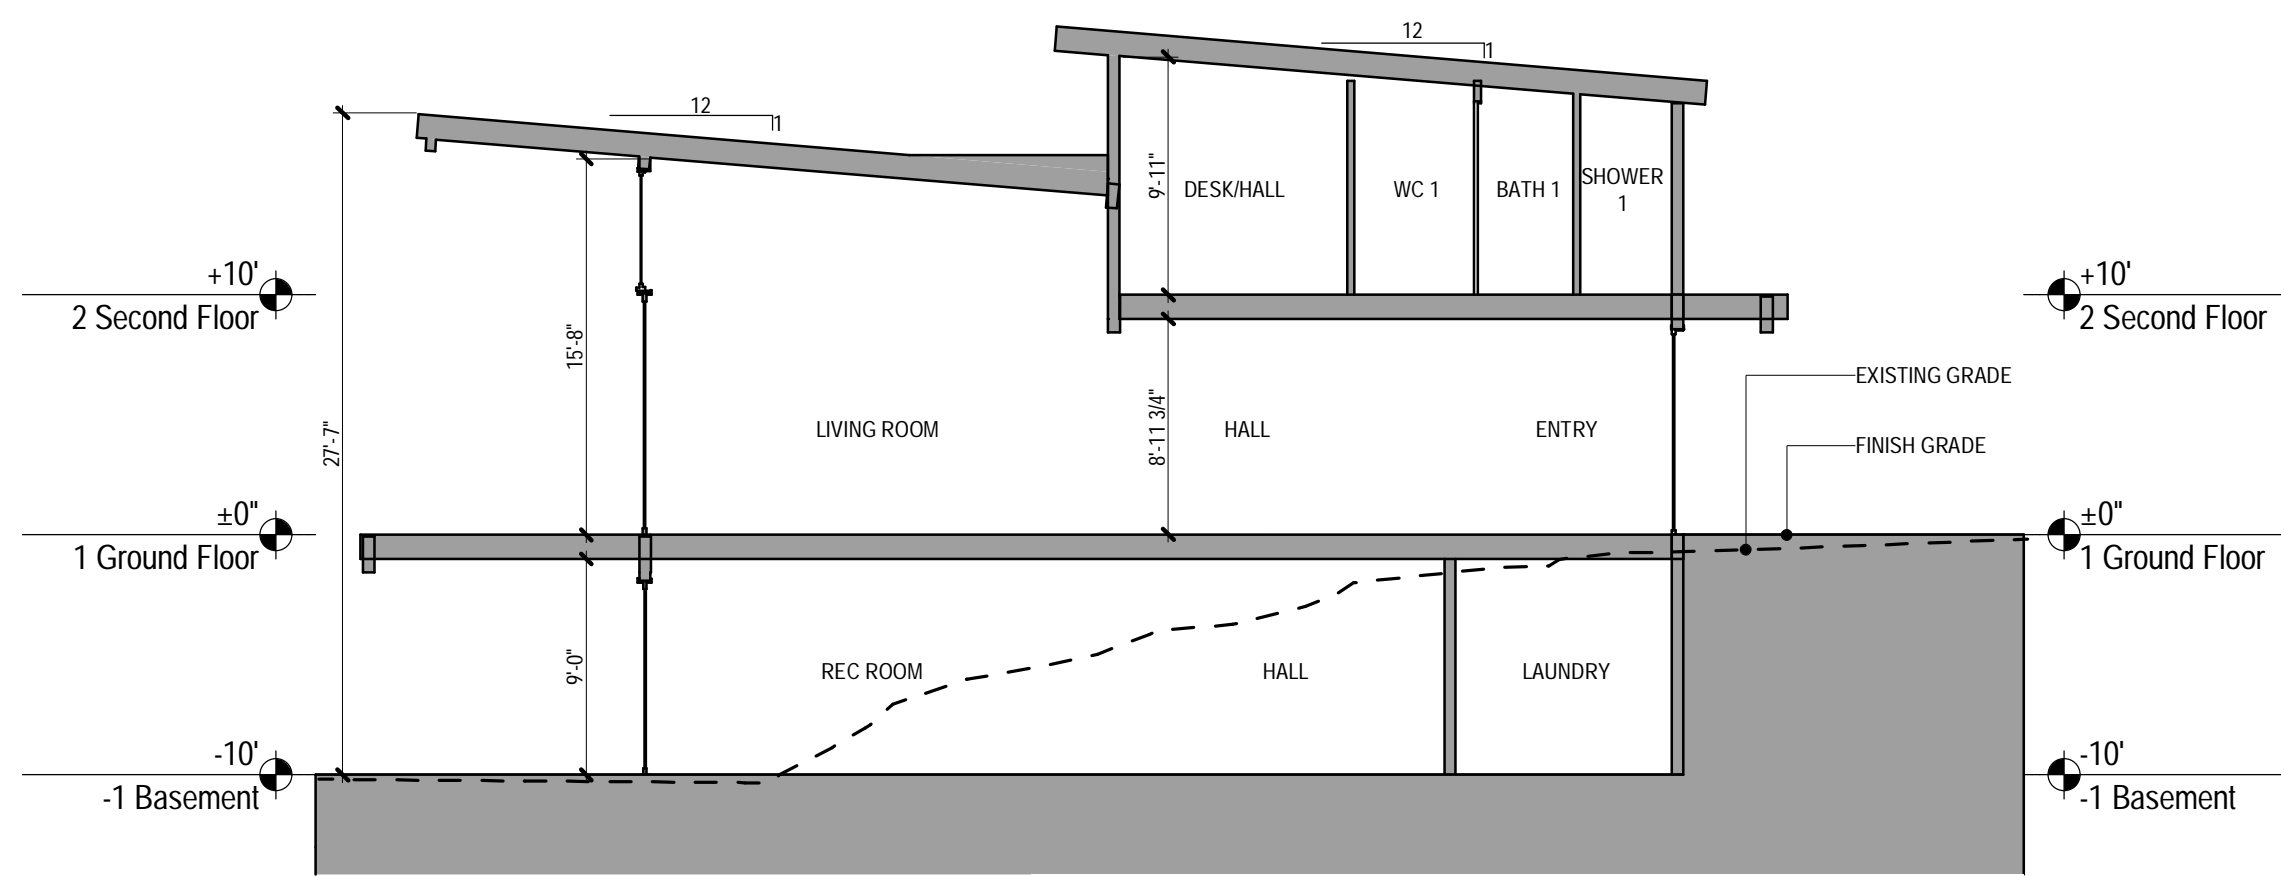 12
1
12
1
9'-11"
DESK/HALL
WC 1
BATH 1
SHOWER
1
+10'
2 Second Floor
+10'
2 Second Floor
15'-8"
27'-7"
EXISTING GRADE
LIVING ROOM
8'-11 3/4"
HALL
ENTRY
FINISH GRADE
±0"
1 Ground Floor
±0"
1 Ground Floor
9'-0"
REC ROOM
HALL
LAUNDRY
-10'
-1 Basement
-10'
-1 Basement